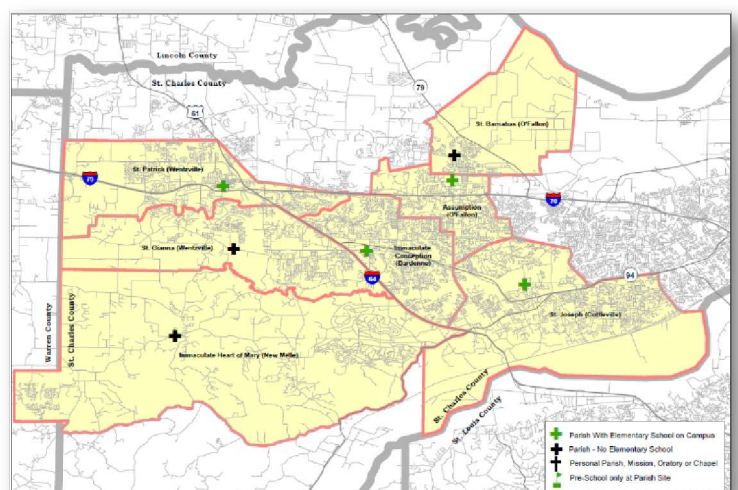 Lincoln County
St. Charles County
79
61
St. Barnabas (O'Fallon)
St. Patrick (Wentzville)
70
70
Assumption
(O'Fallon)
St. Gianna (Wentzville)
Immaculate
Conception
(Dardenne)
64
94
St. Joseph (Cottleville)
Warren County
St. Charles County
Immaculate Heart of Mary (New Melle)
St. Charles County
St. Louis County
Parish With Elementary School on Campus
Parish - No Elementary School
Personal Parish, Mission, Oratory or Chapel
Pre-School only at Parish Site